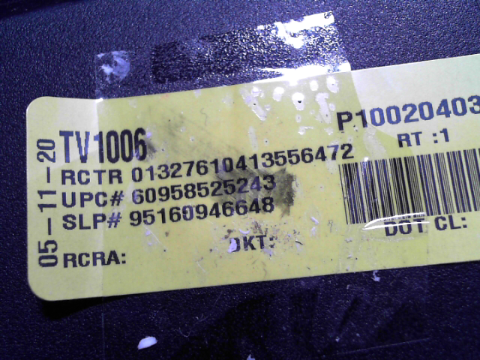 05-11-20
TV1006
P10020403
RT :1
RCTR 01327610413556472
UPC# 60958525243
SLP# 95160946648
DOT CL:
RCRA:
DKT: